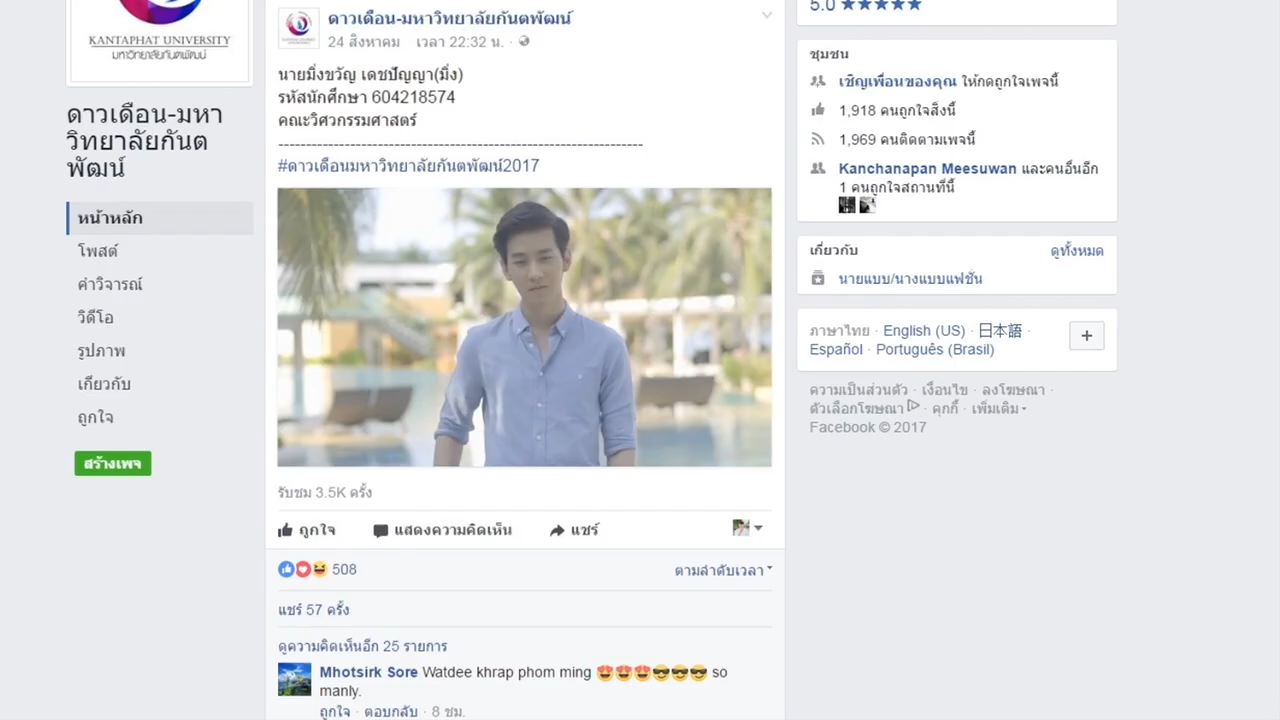 KANTAPHAT UNIVERSITY
มหาวิทยาลัยกันตพัฒน์
ดาวเดือน-มหา
วิทยาลัยกันต
พัฒน์
หน้าหลัก
โพสต์
คำวิจารณ์
วิดีโอ
รูปภาพ
เกี่ยวกับ
ถูกใจ
สร้างเพจ
ดาวเดือน-มหาวิทยาลัยกันตพัฒน์
24 สิงหาคม เวลา 22:32 น. ·
นายมิ่งขวัญ เดชปัญญา(มิ่ง)
รหัสนักศึกษา 604218574
คณะวิศวกรรมศาสตร์
------------------------------------------------------------------
#ดาวเดือนมหาวิทยาลัยกันตพัฒน์2017
รับชม 3.5K ครั้ง
ถูกใจ แสดงความคิดเห็น แชร์
508 ตามลำดับเวลา
แชร์ 57 ครั้ง
ดูความคิดเห็นอีก 25 รายการ
Mhotsirk Sore Watdee khrap phom ming 😍😍😍😎😎😎 so
manly.
ถูกใจ · ตอบกลับ · 8 ชม.
5.0 ★★★★★
ชุมชน
เชิญเพื่อนของคุณ ให้กดถูกใจเพจนี้
1,918 คนถูกใจสิ่งนี้
1,969 คนติดตามเพจนี้
Kanchanapan Meesuwan และคนอื่นอีก
1 คนถูกใจสถานที่นี้
เกี่ยวกับ ดูทั้งหมด
นายแบบ/นางแบบแฟชั่น
ภาษาไทย · English (US) · 日本語 ·
Español · Português (Brasil)
ความเป็นส่วนตัว · เงื่อนไข · ลงโฆษณา ·
ตัวเลือกโฆษณา · คุกกี้ · เพิ่มเติม
Facebook © 2017